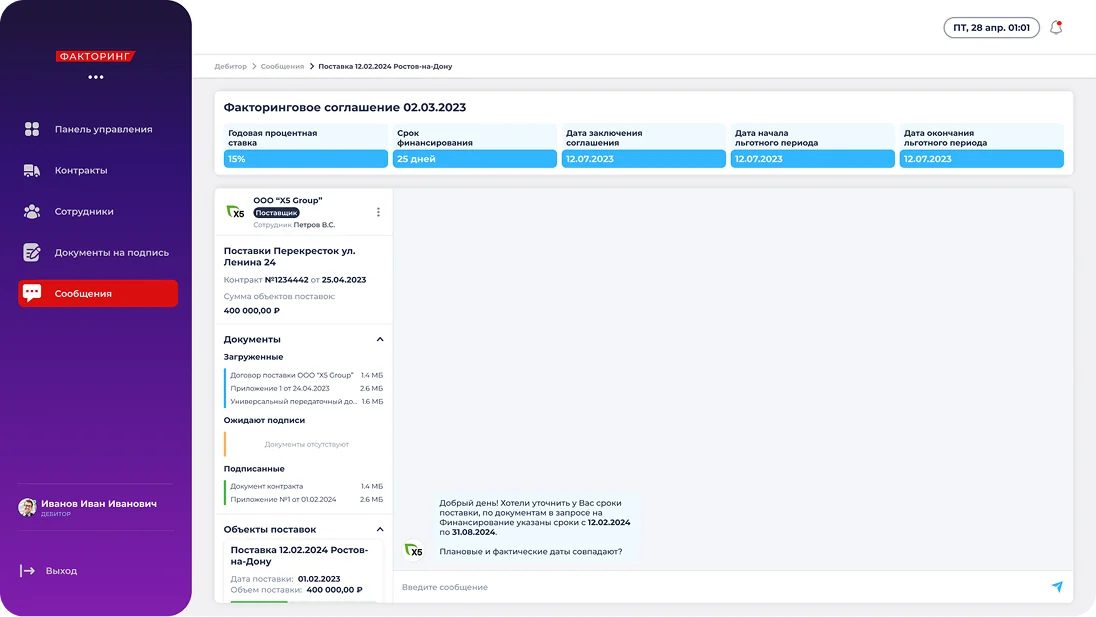 ФАКТОРИНГ
Панель управления
Контракты
Сотрудники
Документы на подпись
Сообщения
Иванов Иван Иванович
ДЕБИТОР
Выход
ПТ, 28 апр. 01:01
Дебитор > Сообщения > Поставка 12.02.2024 Ростов-на-Дону
Факторинговое соглашение 02.03.2023
Годовая процентная
ставка
15%
Срок
финансирования
25 дней
Дата заключения
соглашения
12.07.2023
Дата начала
льготного периода
12.07.2023
Дата окончания
льготного периода
12.07.2023
X5
ООО “X5 Group”
Поставщик
Сотрудник Петров В.С.
Поставки Перекресток ул.
Ленина 24
Контракт №1234442 от 25.04.2023
Сумма объектов поставок:
400 000,00 ₽
Документы
Загруженные
Договор поставки ООО “X5 Group” 1.4 МБ
Приложение 1 от 24.04.2023 2.6 МБ
Универсальный передаточный до... 1.6 МБ
Ожидают подписи
Документы отсутствуют
Подписанные
Документ контракта 1.4 МБ
Приложение №1 от 01.02.2024 2.6 МБ
Объекты поставок
Поставка 12.02.2024 Ростов-
на-Дону
Дата поставки: 01.02.2023
Объем поставки: 400 000,00 ₽
Добрый день! Хотели уточнить у Вас сроки
поставки, по документам в запросе на
Финансирование указаны сроки с 12.02.2024
по 31.08.2024.
Плановые и фактические даты совпадают?
X5
Введите сообщение